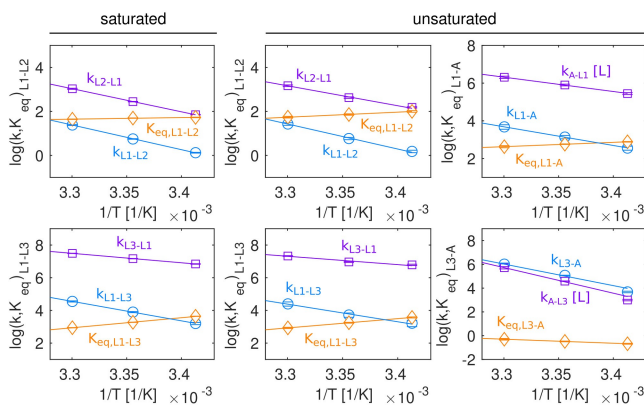 saturated
unsaturated
log(k,K_eq)_L1-L2
4
2
0
k_L2-L1
K_eq,L1-L2
k_L1-L2
3.3
3.35
3.4
1/T [1/K]
×10^-3
log(k,K_eq)_L1-L2
4
2
0
k_L2-L1
K_eq,L1-L2
k_L1-L2
3.3
3.35
3.4
1/T [1/K]
×10^-3
log(k,K_eq)_L1-A
6
4
2
k_A-L1 [L]
k_L1-A
K_eq,L1-A
3.3
3.35
3.4
1/T [1/K]
×10^-3
log(k,K_eq)_L1-L3
8
6
4
2
k_L3-L1
k_L1-L3
K_eq,L1-L3
3.3
3.35
3.4
1/T [1/K]
×10^-3
log(k,K_eq)_L1-L3
8
6
4
2
k_L3-L1
k_L1-L3
K_eq,L1-L3
3.3
3.35
3.4
1/T [1/K]
×10^-3
log(k,K_eq)_L3-A
8
6
4
2
0
-2
k_L3-A
k_A-L3 [L]
K_eq,L3-A
3.3
3.35
3.4
1/T [1/K]
×10^-3